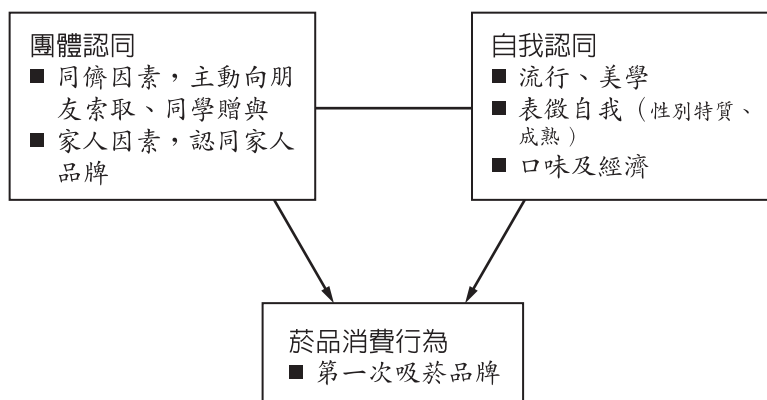 團體認同
■ 同儕因素，主動向朋
友索取、同學贈與
■ 家人因素，認同家人
品牌
自我認同
■ 流行、美學
■ 表徵自我（性別特質、
成熟）
■ 口味及經濟
菸品消費行為
■ 第一次吸菸品牌